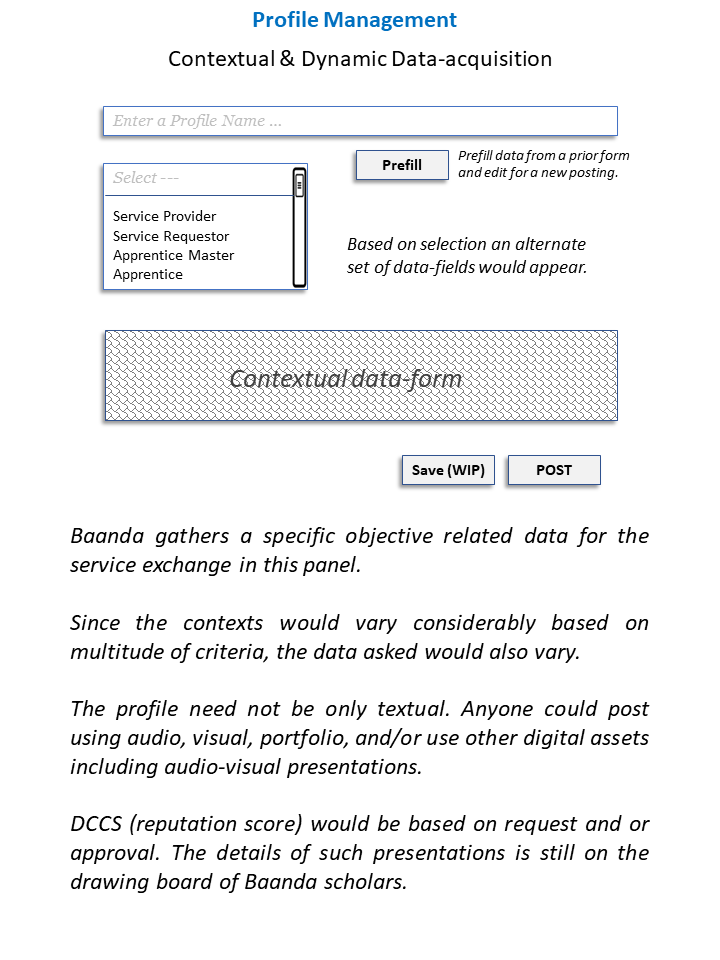 Profile Management
Contextual & Dynamic Data-acquisition
Enter a Profile Name ...
Select ---
Prefill
Prefill data from a prior form
and edit for a new posting.
Service Provider
Service Requestor
Apprentice Master
Apprentice
Based on selection an alternate
set of data-fields would appear.
Contextual data-form
Save (WIP)
POST
Baanda gathers a specific objective related data for the
service exchange in this panel.
Since the contexts would vary considerably based on
multitude of criteria, the data asked would also vary.
The profile need not be only textual. Anyone could post
using audio, visual, portfolio, and/or use other digital assets
including audio-visual presentations.
DCCS (reputation score) would be based on request and or
approval. The details of such presentations is still on the
drawing board of Baanda scholars.